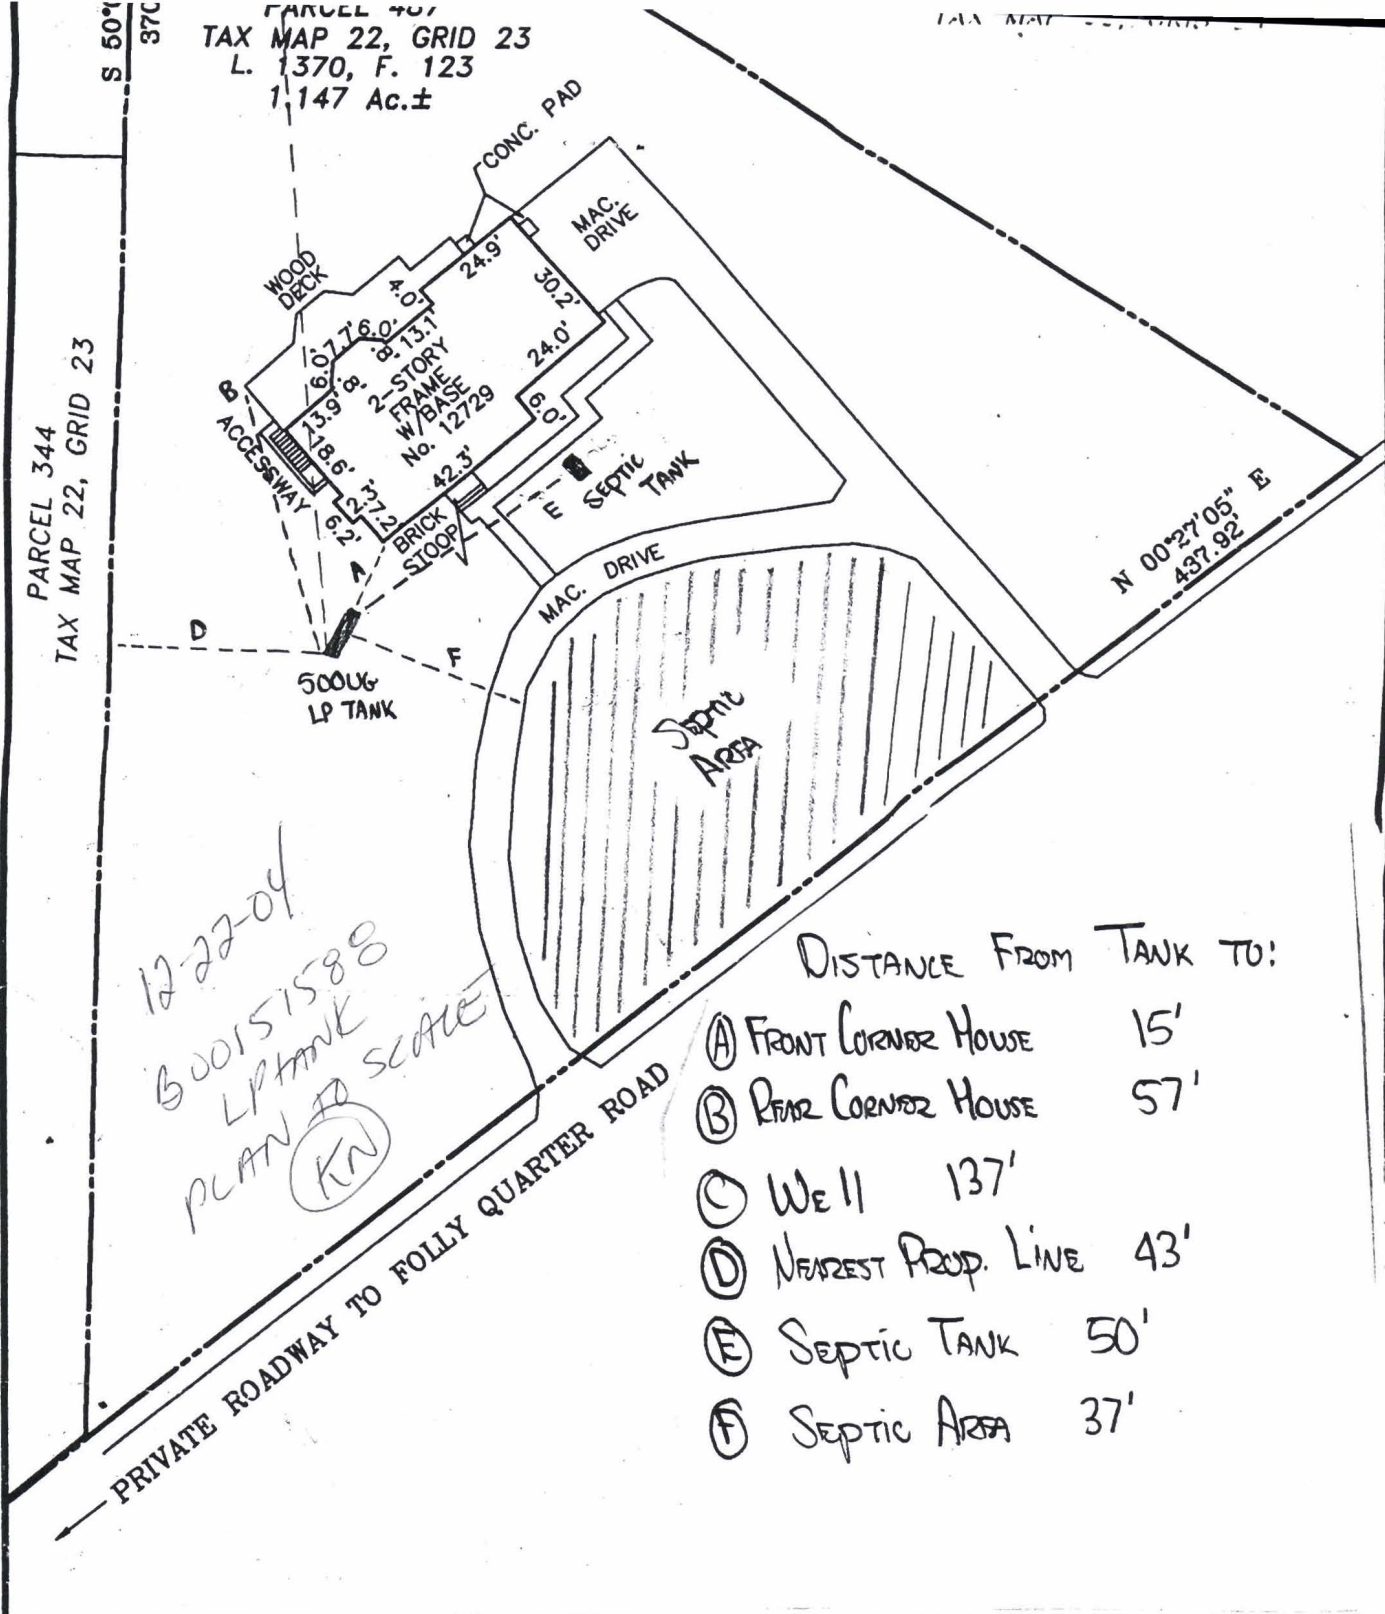 S 50°
370
PARCEL 487
TAX MAP 22, GRID 23
L. 1370, F. 123
1.147 Ac.±
TAX MAP
CONC. PAD
MAC.
DRIVE
WOOD
DECK
24.9'
30.2'
4.0'
6.0'
7.7'
6.0'
13.1'
24.0'
.8'
.8'
2-STORY
FRAME
W/BASE
No. 12729
13.9'
18.6'
6.0'
42.3'
2.3'
7.2'
6.2'
B
ACCESSWAY
BRICK
STOOP
E
SEPTIC
TANK
PARCEL 344
TAX MAP 22, GRID 23
N 00°27'05" E
437.92'
A
MAC. DRIVE
D
F
500UG
LP TANK
SEPTIC
AREA
12-22-04
B00151588
LP TANK
PLAN TO SCALE
KN
PRIVATE ROADWAY TO FOLLY QUARTER ROAD
DISTANCE FROM TANK TO:
A FRONT CORNER HOUSE 15'
B REAR CORNER HOUSE 57'
C WELL 137'
D NEAREST PROP. LINE 43'
E SEPTIC TANK 50'
F SEPTIC AREA 37'